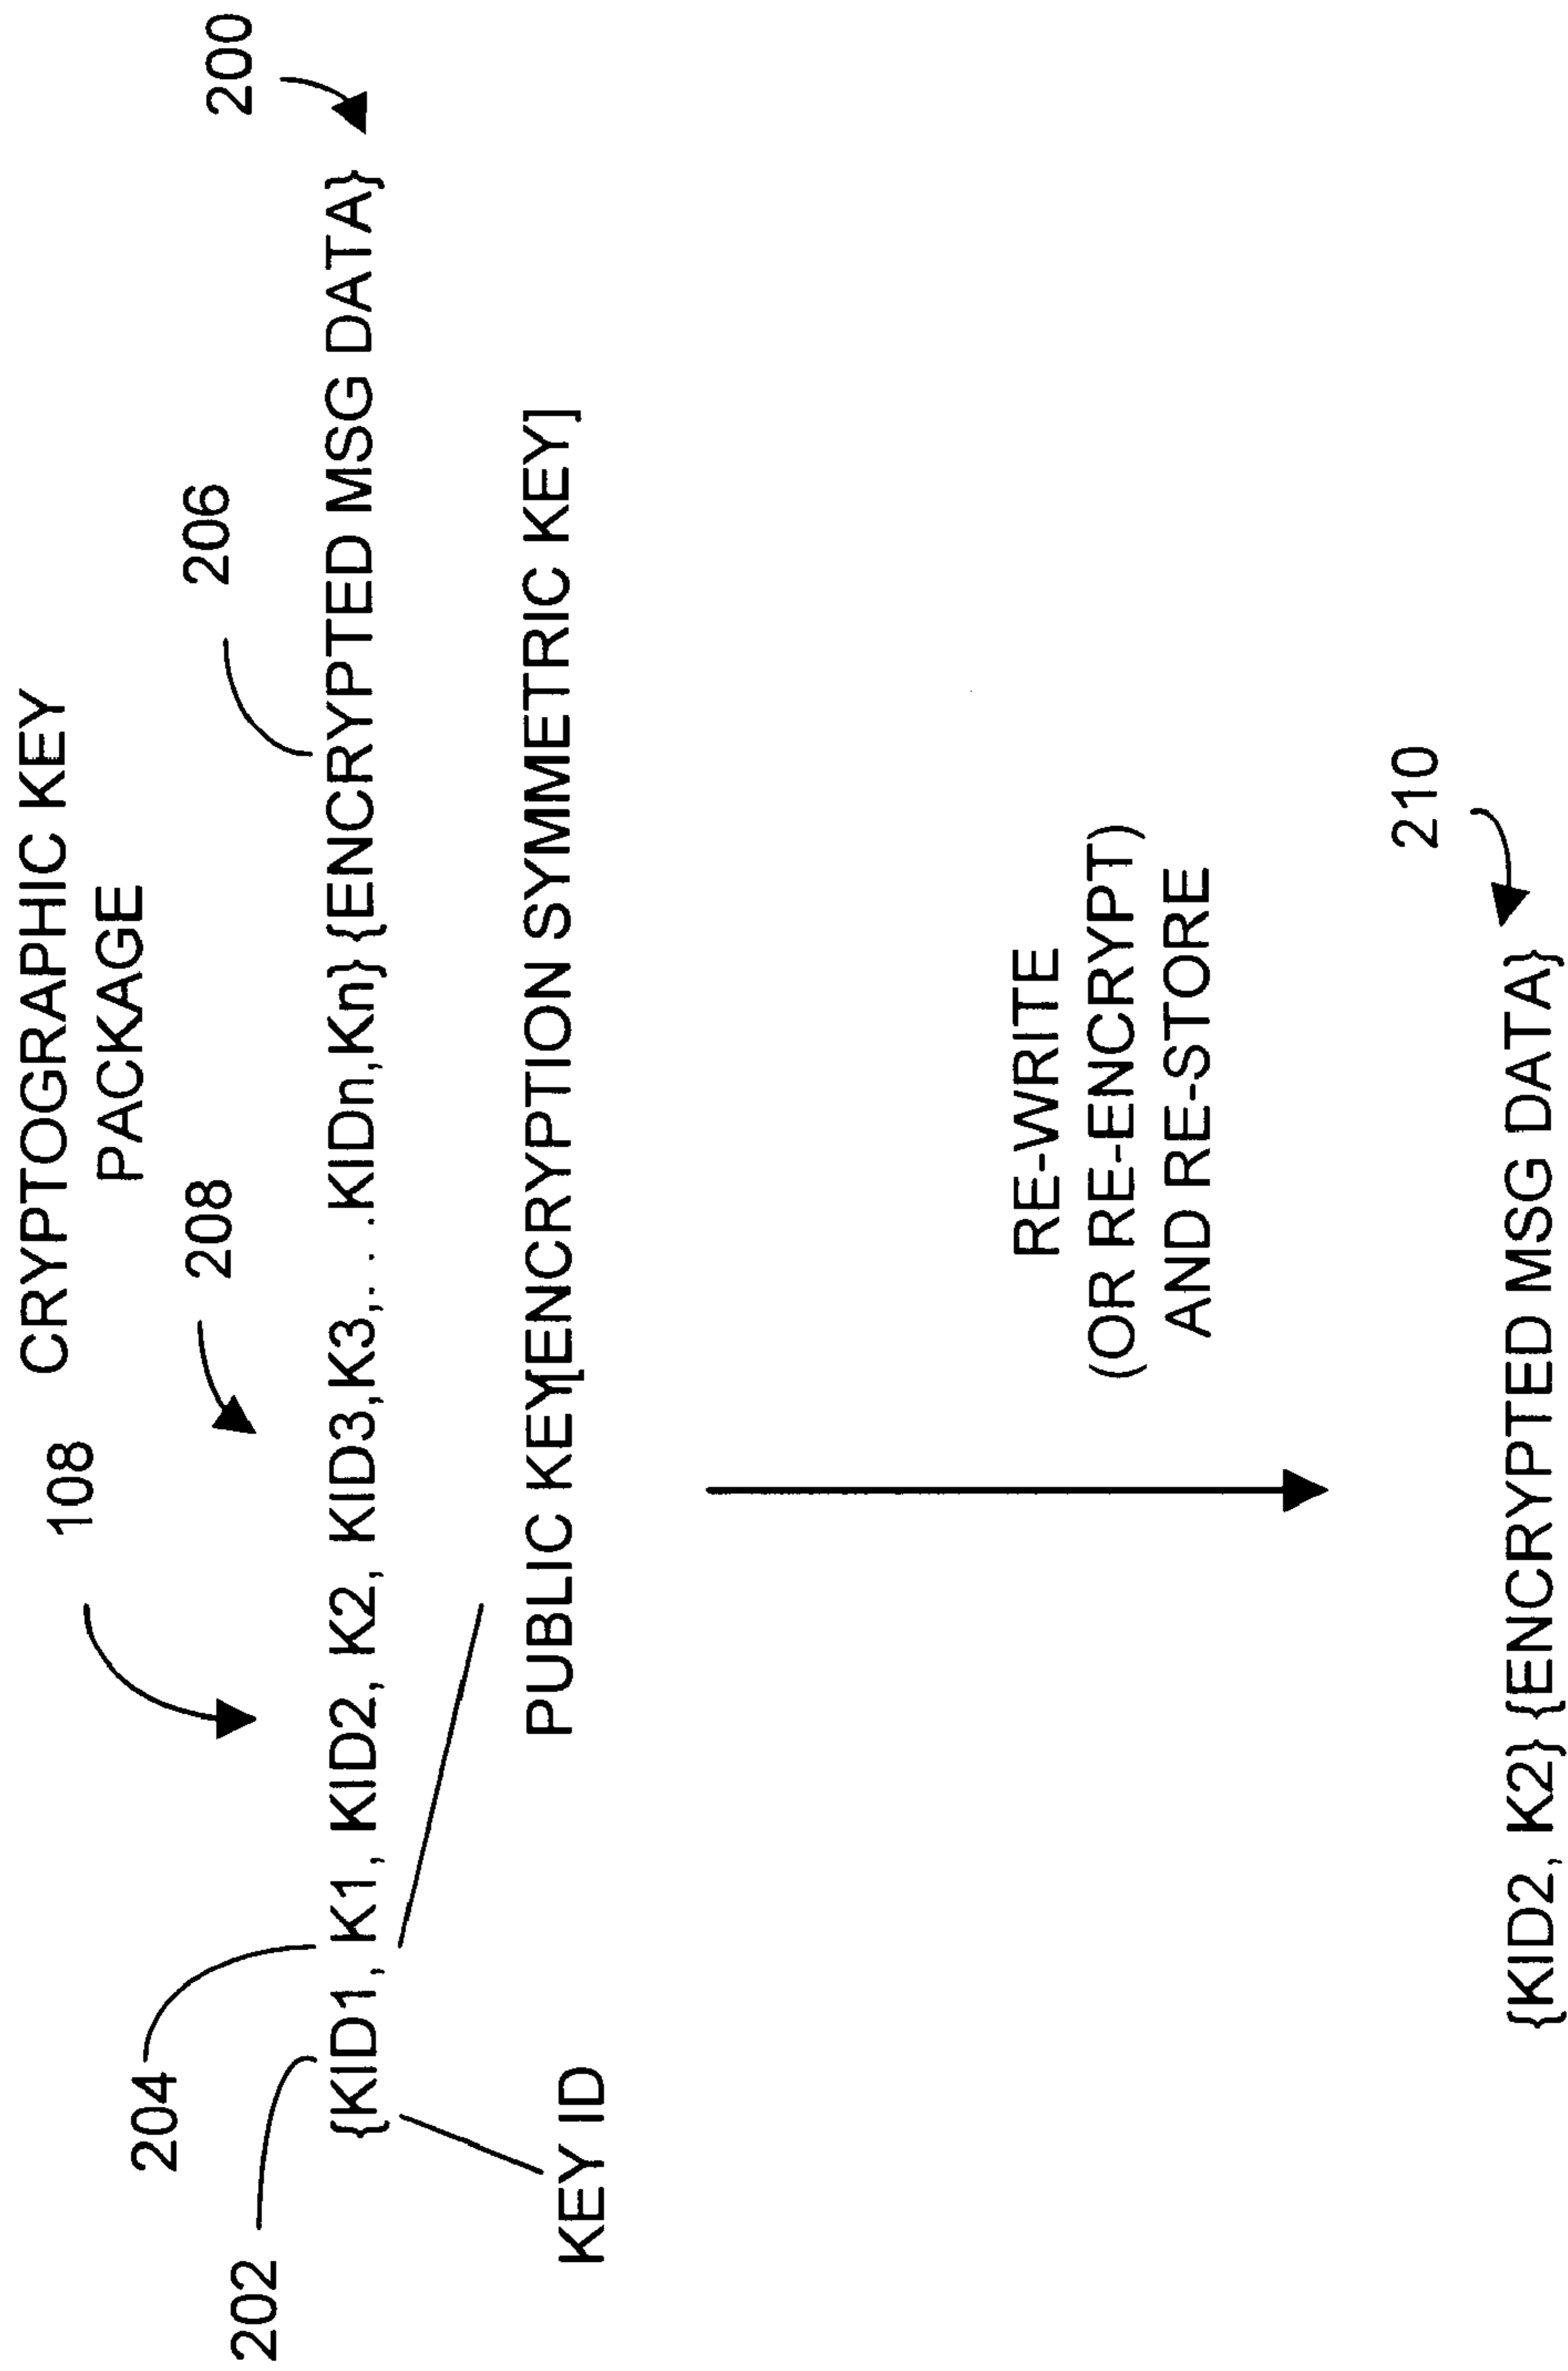 CRYPTOGRAPHIC KEY
PACKAGE
108
208
206
200
204
202
{KID1, K1, KID2, K2, KID3,K3,. . .KIDn,Kn} {ENCRYPTED MSG DATA}
KEY ID
PUBLIC KEY[ENCRYPTION SYMMETRIC KEY]
RE-WRITE
(OR RE-ENCRYPT)
AND RE-STORE
210
{KID2, K2} {ENCRYPTED MSG DATA}